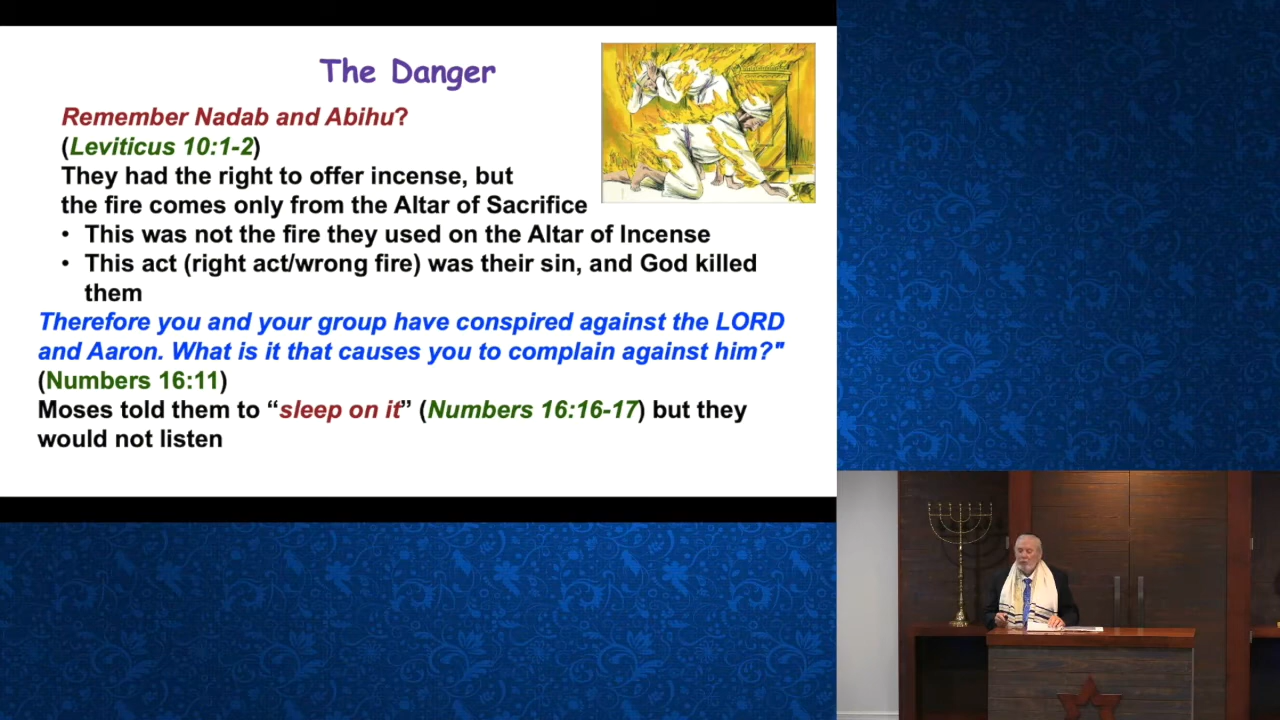 The Danger
Remember Nadab and Abihu?
(Leviticus 10:1-2)
They had the right to offer incense, but
the fire comes only from the Altar of Sacrifice
• This was not the fire they used on the Altar of Incense
• This act (right act/wrong fire) was their sin, and God killed
them
Therefore you and your group have conspired against the LORD
and Aaron. What is it that causes you to complain against him?"
(Numbers 16:11)
Moses told them to “sleep on it” (Numbers 16:16-17) but they
would not listen